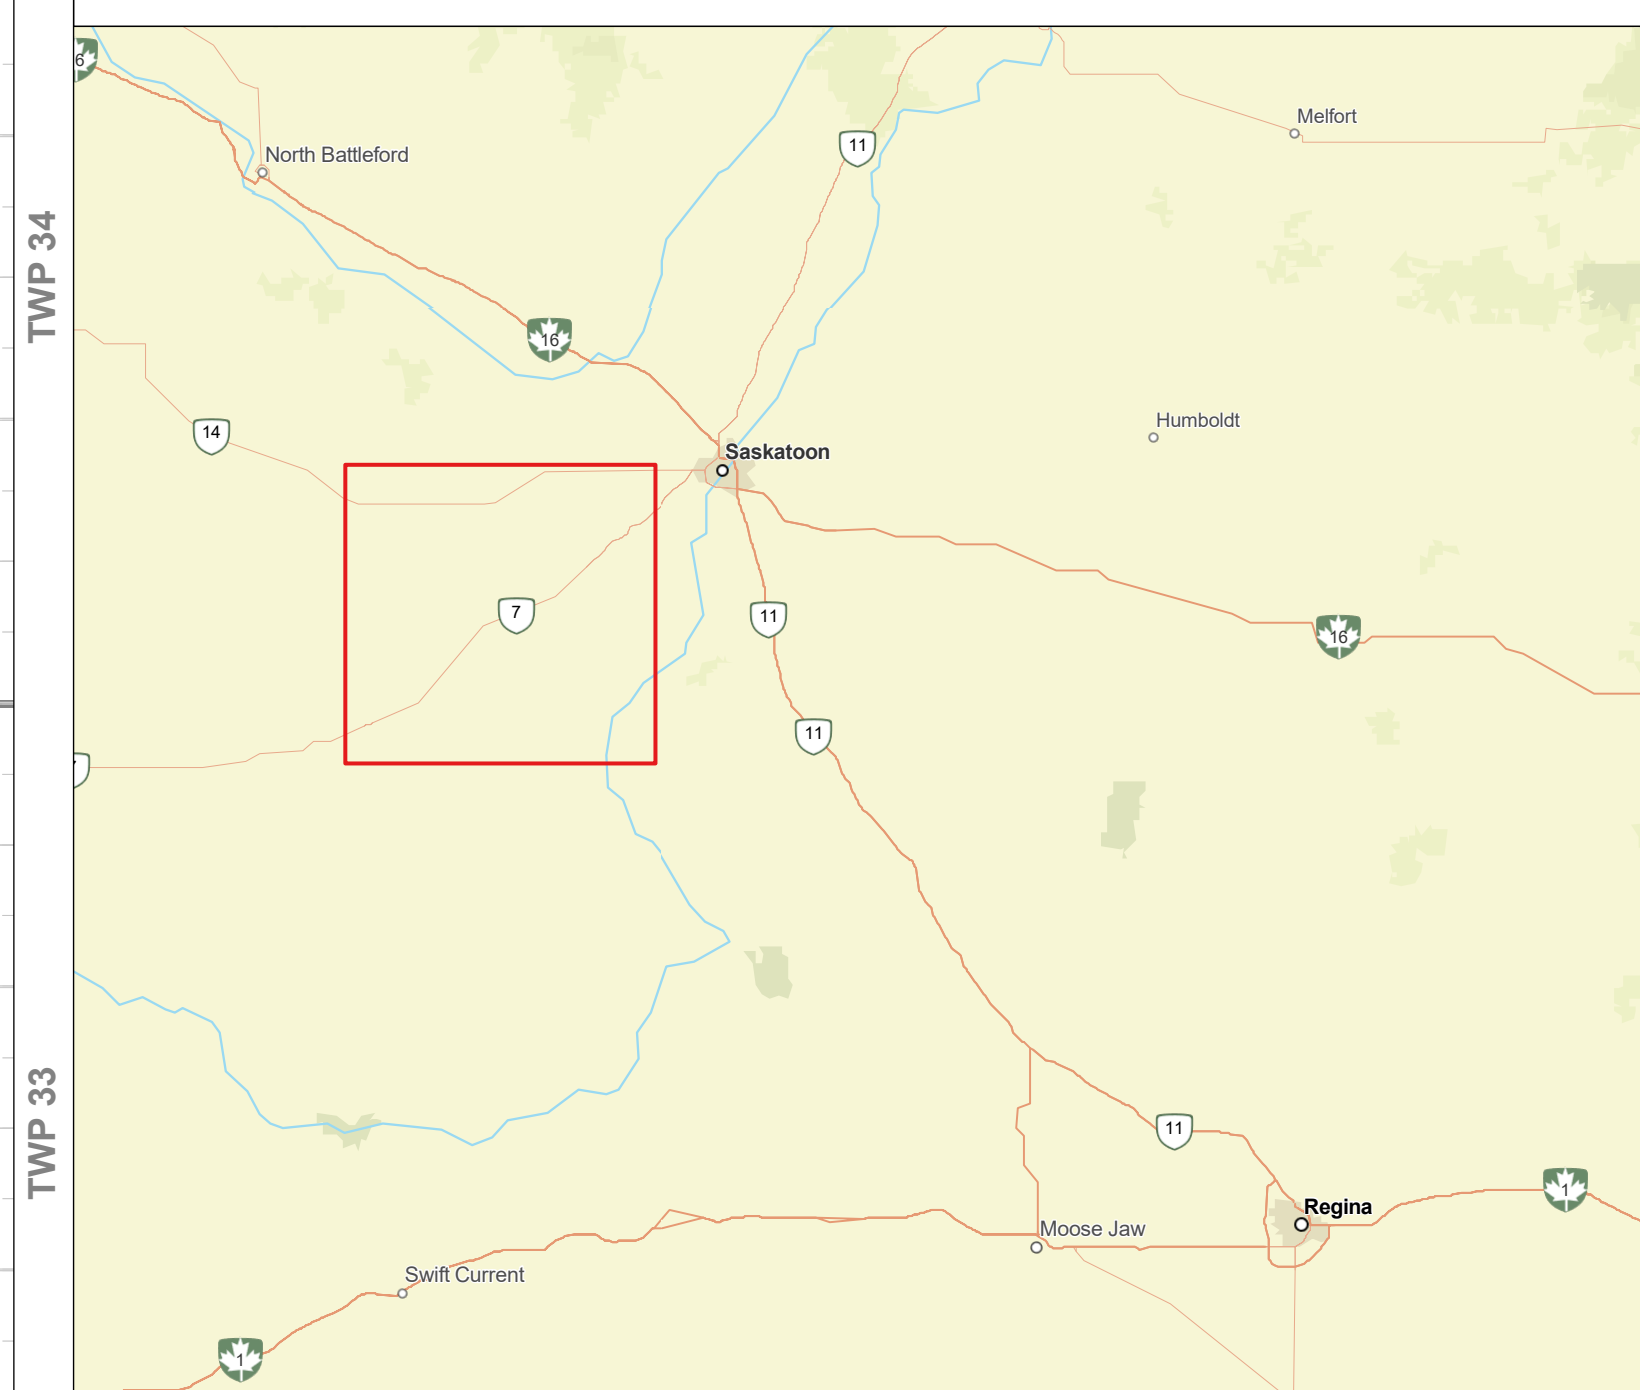 6
Melfort
11
North Battleford
TWP 34
16
Humboldt
14
Saskatoon
7
11
16
11
TWP 33
11
1
Regina
Moose Jaw
Swift Current
1